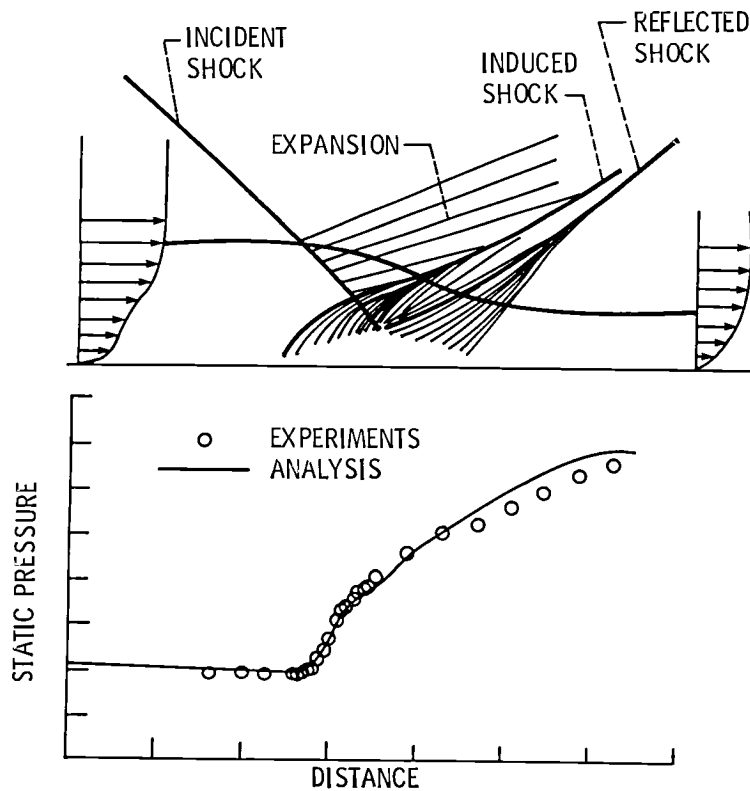 INCIDENT
SHOCK
REFLECTED
SHOCK
INDUCED
SHOCK
EXPANSION
EXPERIMENTS
ANALYSIS
STATIC PRESSURE
DISTANCE